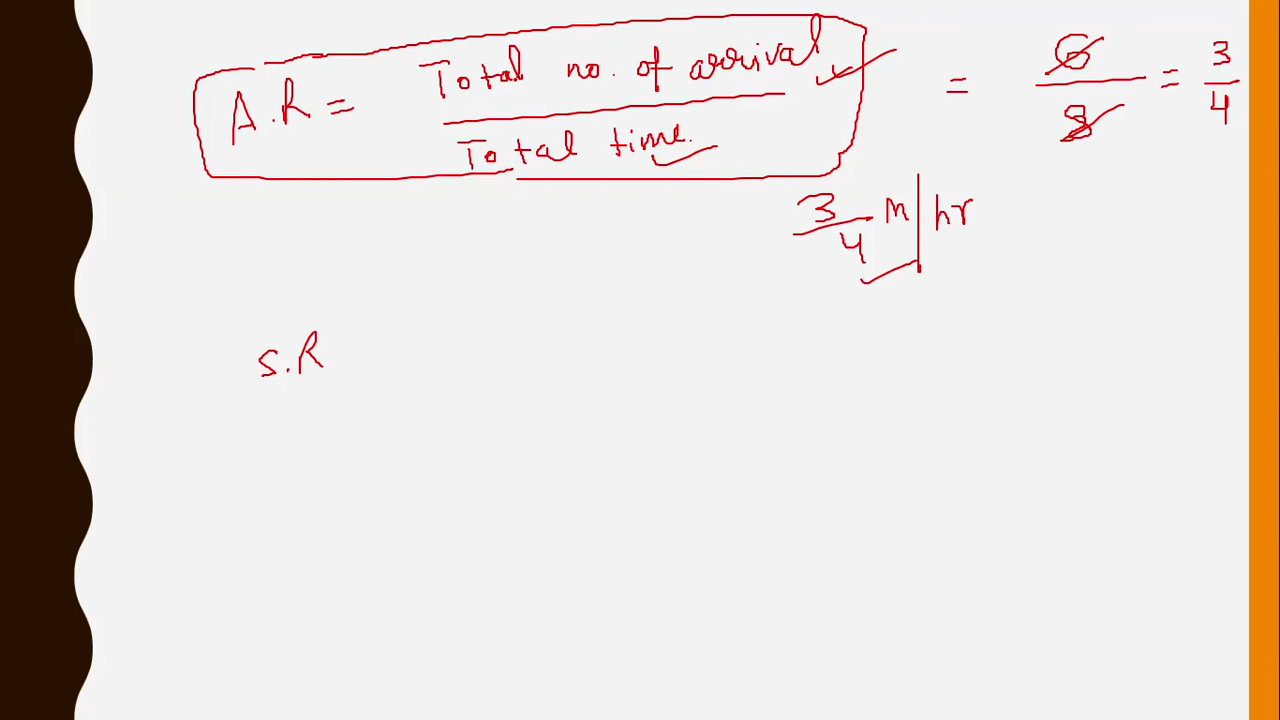 A.R = Total no. of arrival / Total time = 6/8 = 3/4
3/4 m/hr
S.R